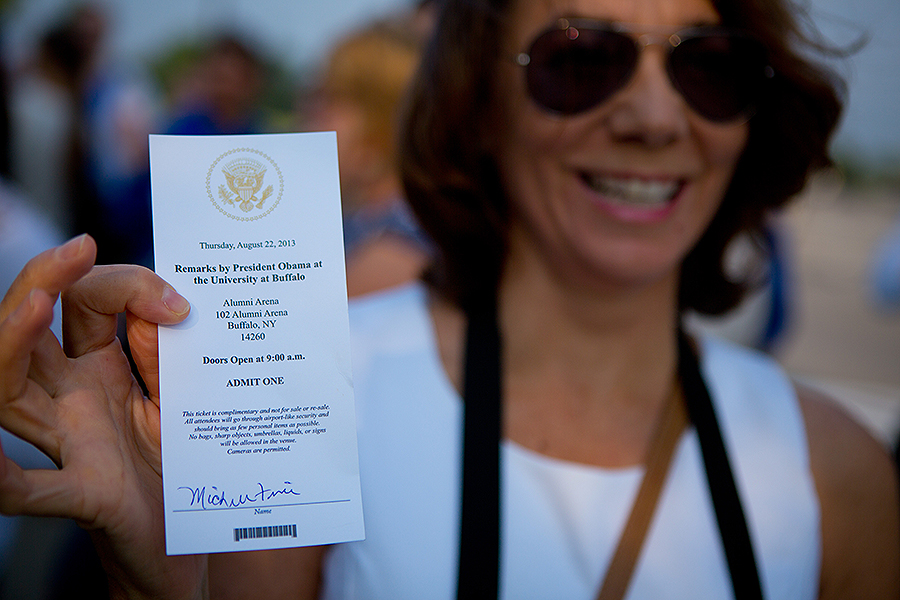 Thursday, August 22, 2013
Remarks by President Obama at
the University at Buffalo
Alumni Arena
102 Alumni Arena
Buffalo, NY
14260
Doors Open at 9:00 a.m.
ADMIT ONE
This ticket is complimentary and not for sale or re-sale.
All attendees will go through airport-like security and
should bring as few personal items as possible.
No bags, sharp objects, umbrellas, liquids, or signs
will be allowed in the venue.
Cameras are permitted.
Name